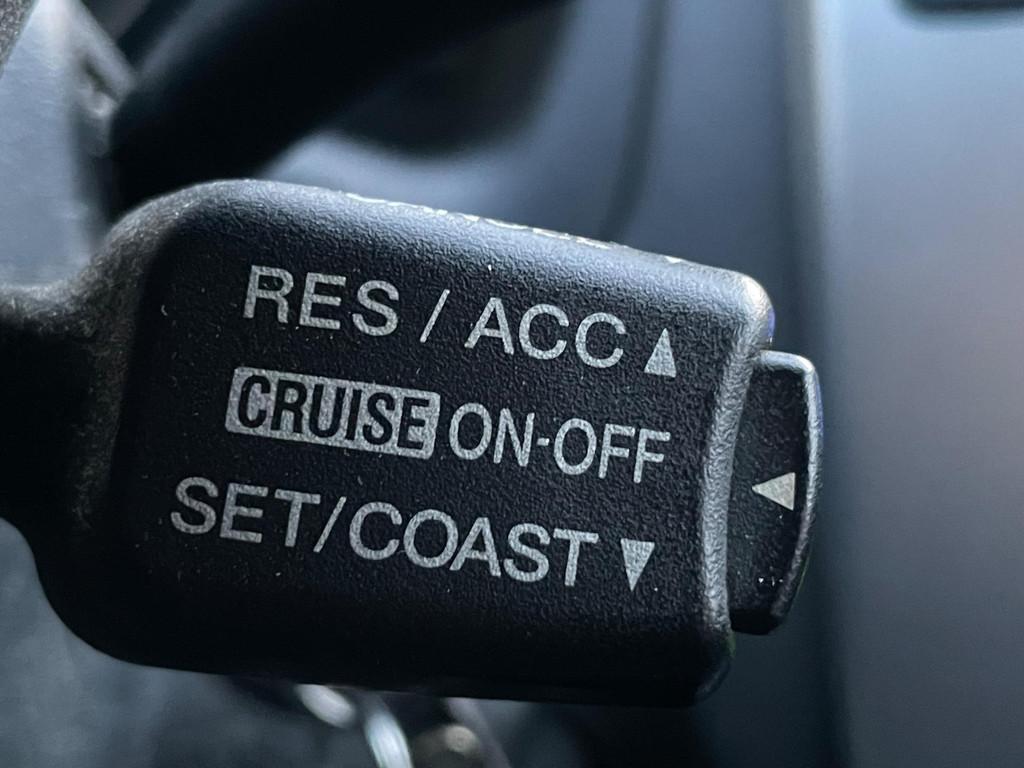 RES / ACC ▲
CRUISE ON-OFF
SET/COAST ▼